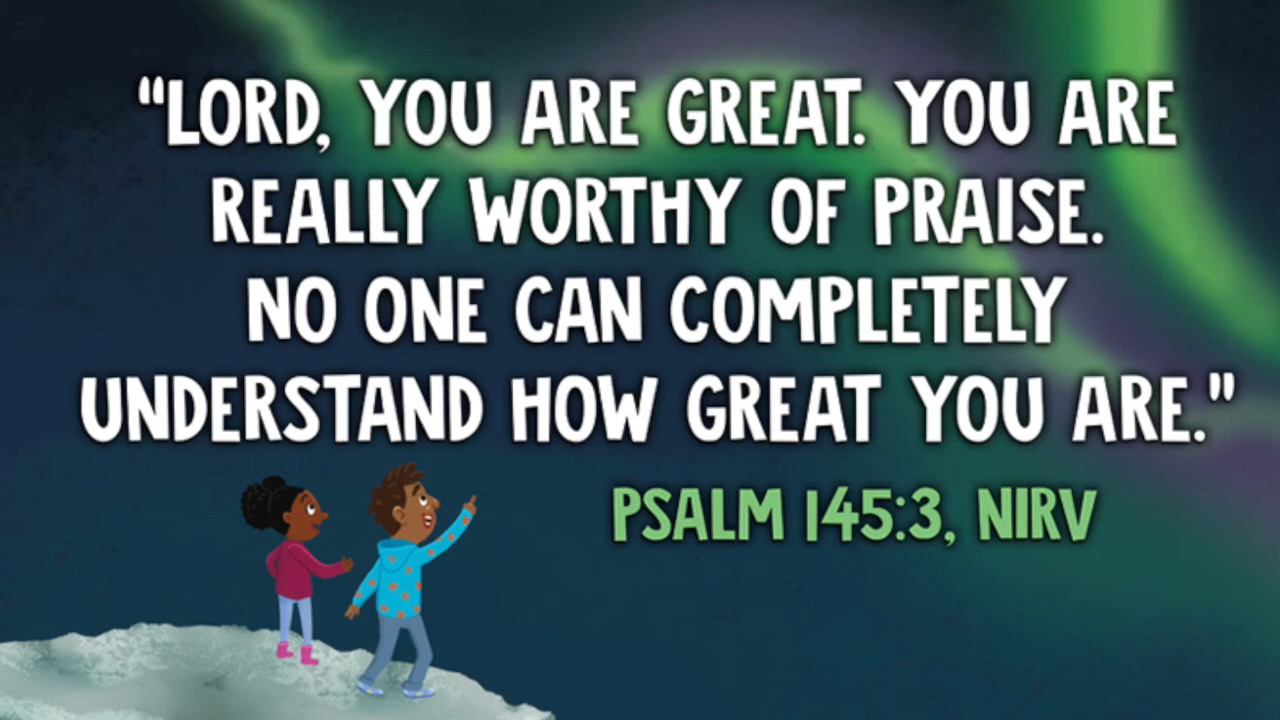 "LORD, YOU ARE GREAT. YOU ARE
REALLY WORTHY OF PRAISE.
NO ONE CAN COMPLETELY
UNDERSTAND HOW GREAT YOU ARE."
PSALM 145:3, NIRV